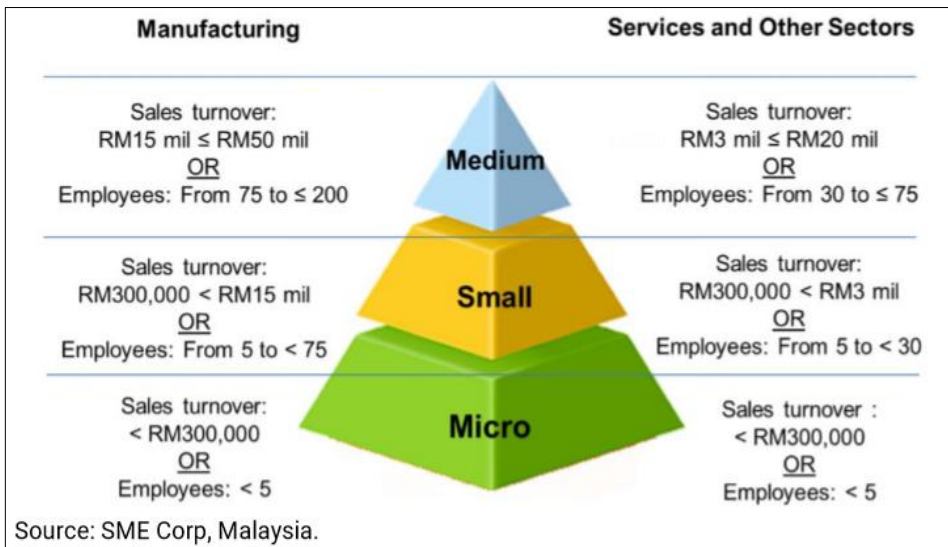 Manufacturing
Services and Other Sectors
Sales turnover:
RM15 mil ≤ RM50 mil
OR
Employees: From 75 to ≤ 200
Medium
Sales turnover:
RM3 mil ≤ RM20 mil
OR
Employees: From 30 to ≤ 75
Sales turnover:
RM300,000 < RM15 mil
OR
Employees: From 5 to < 75
Small
Sales turnover:
RM300,000 < RM3 mil
OR
Employees: From 5 to < 30
Sales turnover:
< RM300,000
OR
Employees: < 5
Micro
Sales turnover :
< RM300,000
OR
Employees: < 5
Source: SME Corp, Malaysia.